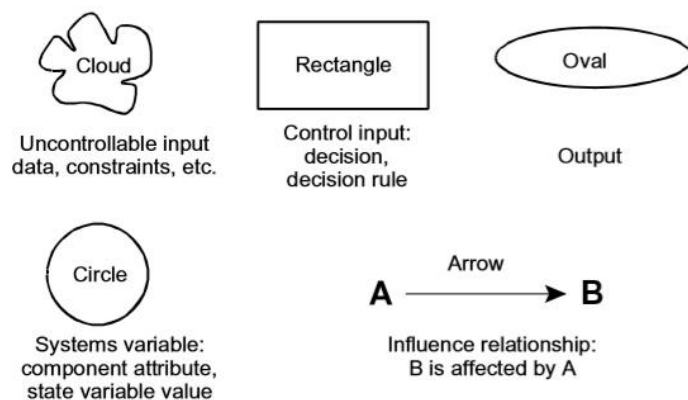 Cloud
Rectangle
Oval
Uncontrollable input
data, constraints, etc.
Control input:
decision,
decision rule
Output
Circle
Arrow
A
B
Systems variable:
component attribute,
state variable value
Influence relationship:
B is affected by A